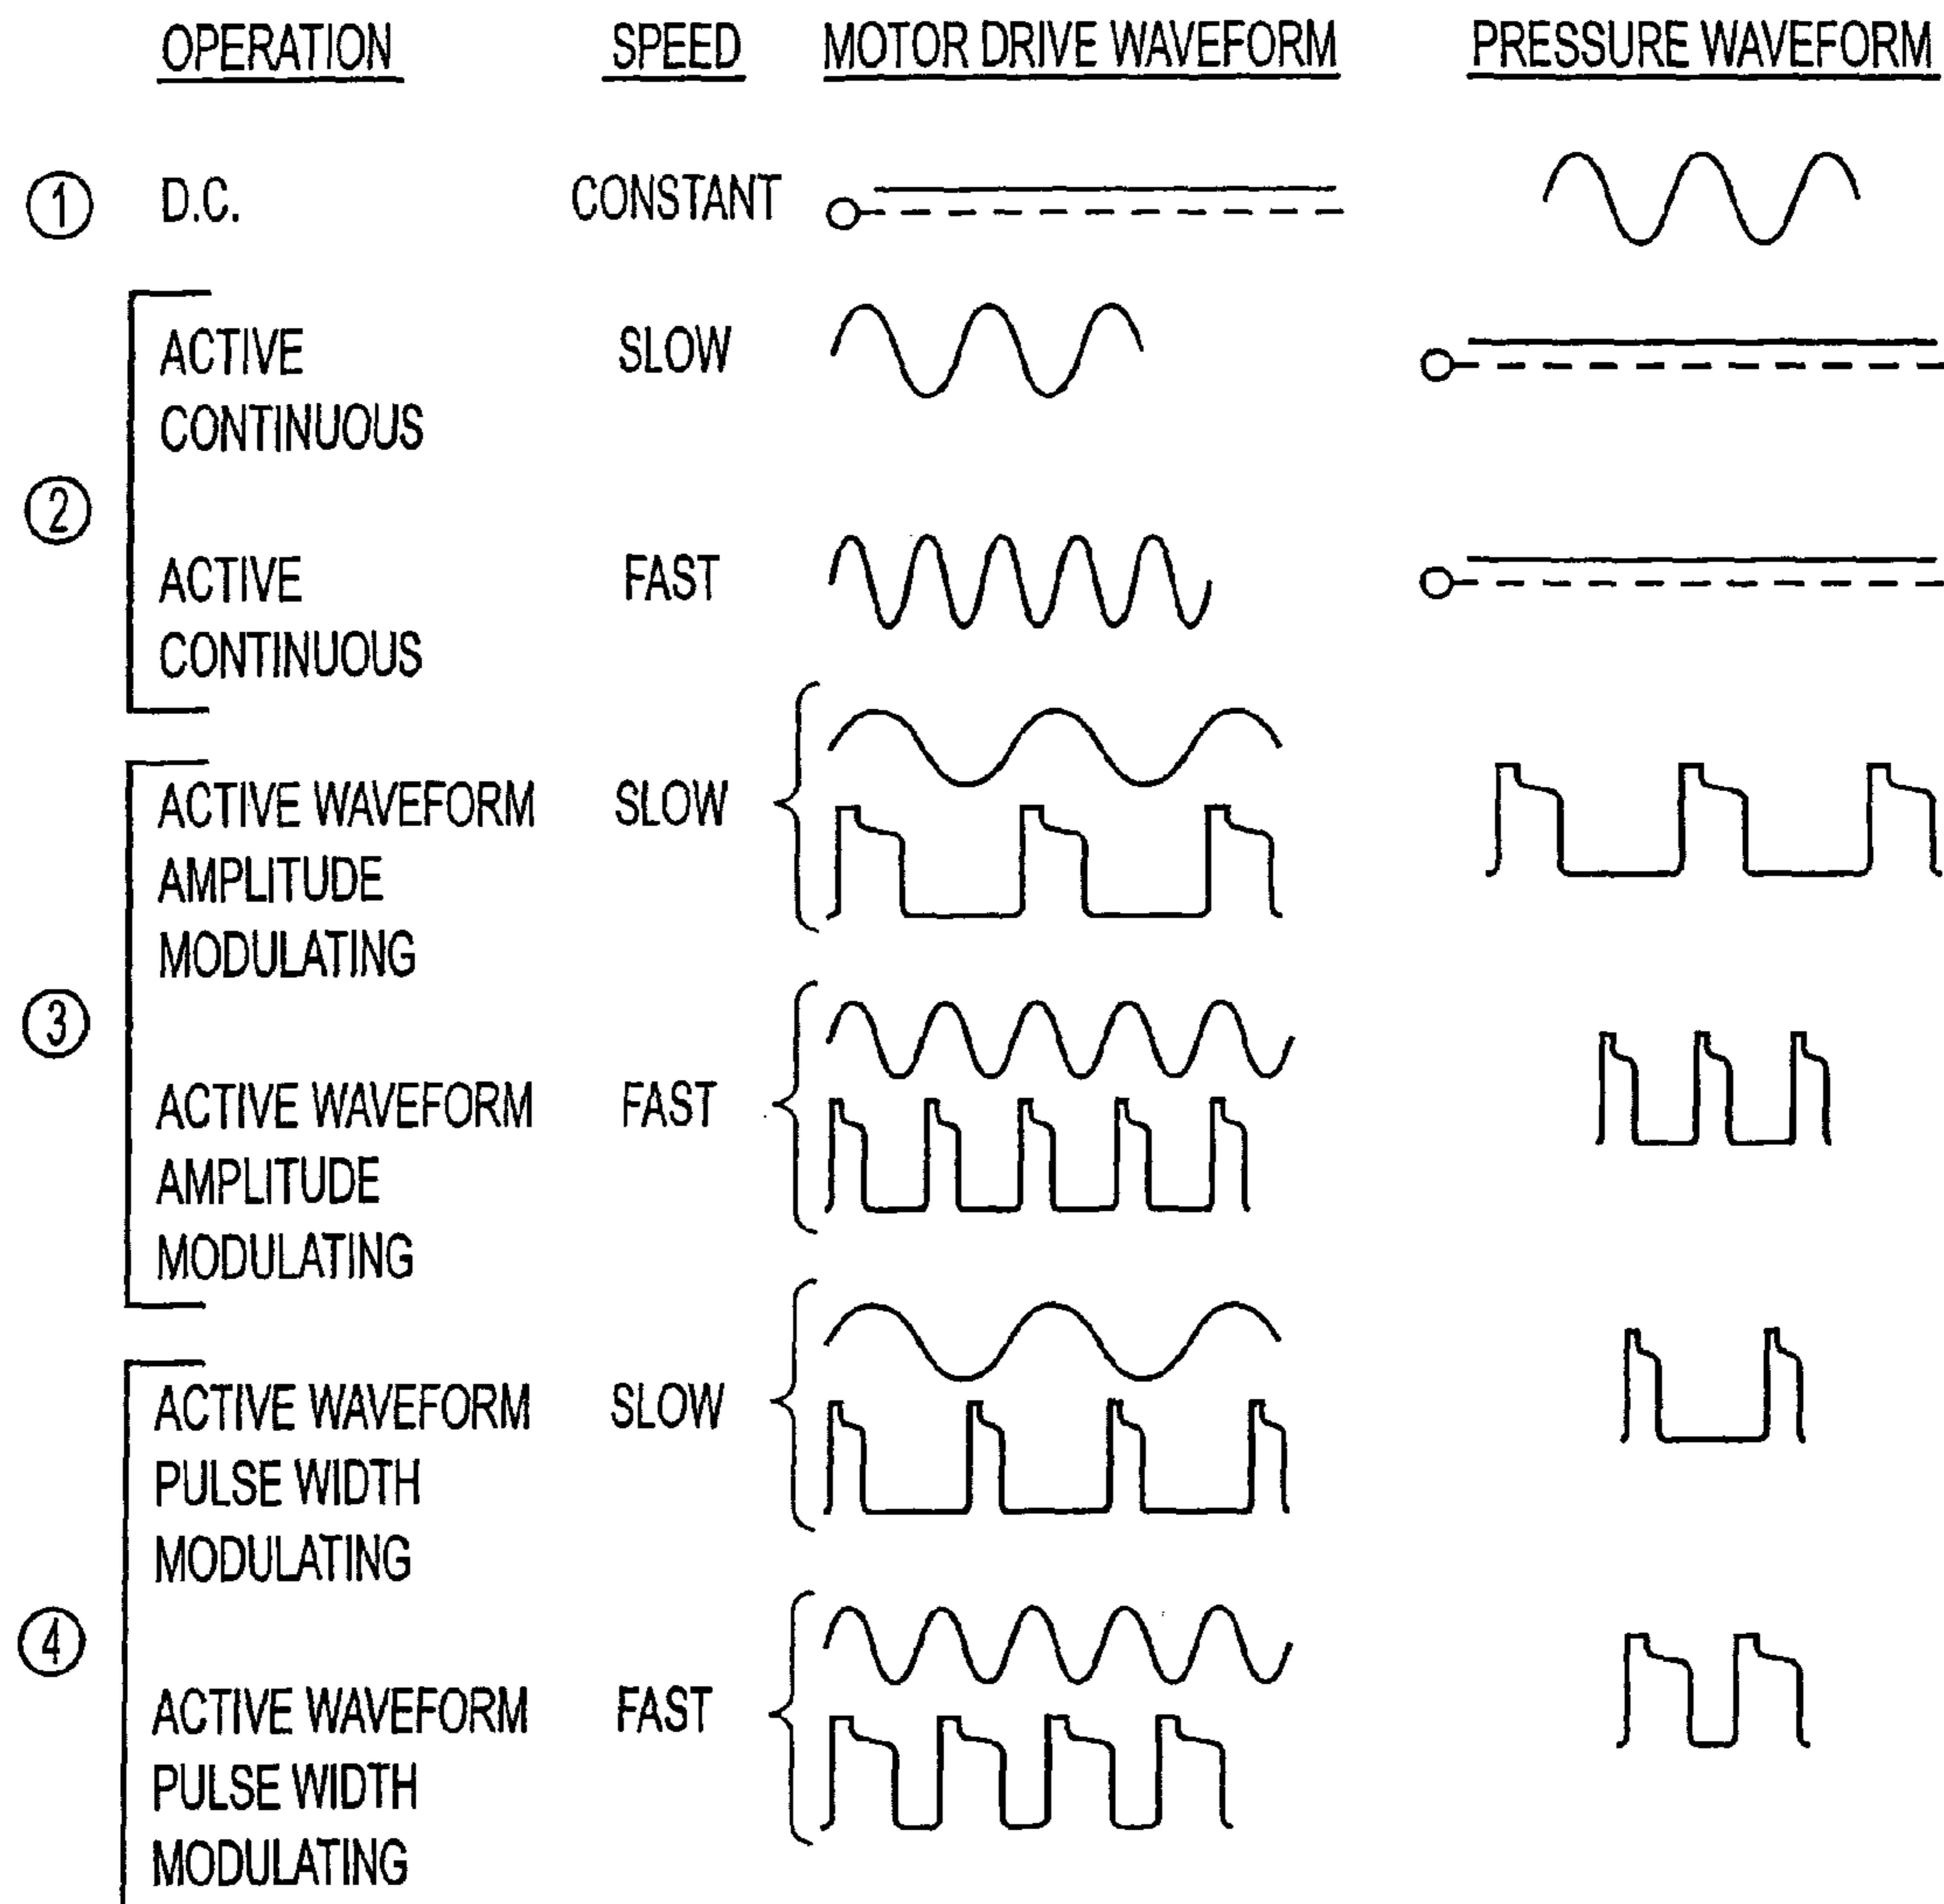 OPERATION SPEED MOTOR DRIVE WAVEFORM PRESSURE WAVEFORM
1 D.C. CONSTANT
2
ACTIVE SLOW
CONTINUOUS
ACTIVE FAST
CONTINUOUS
3
ACTIVE WAVEFORM SLOW
AMPLITUDE
MODULATING
ACTIVE WAVEFORM FAST
AMPLITUDE
MODULATING
4
ACTIVE WAVEFORM SLOW
PULSE WIDTH
MODULATING
ACTIVE WAVEFORM FAST
PULSE WIDTH
MODULATING